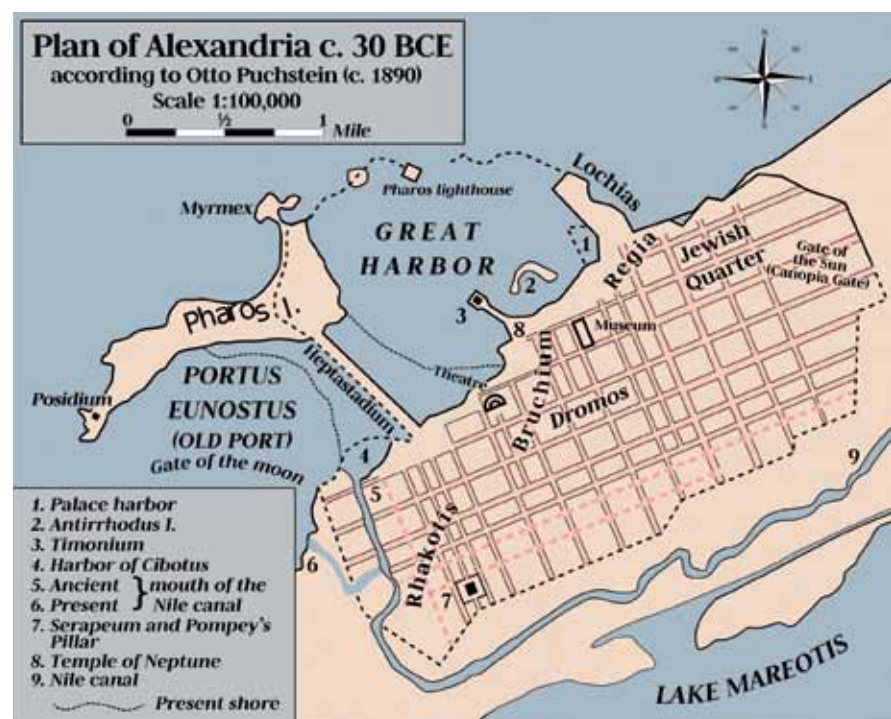 Plan of Alexandria c. 30 BCE
according to Otto Puchstein (c. 1890)
Scale 1:100,000
0 ½ 1
Mile
Lochias
Pharos lighthouse
Myrmex
GREAT
HARBOR
1
Regia
Jewish
Quarter
Gate of
the Sun
(Canopia Gate)
2
3
8
Museum
Pharos I.
Heptastadium
Theatre
Bruchium
Dromos
Posidium
PORTUS
EUNOSTUS
(OLD PORT)
Gate of the moon
4
5
9
6
Rhakotis
7
LAKE MAREOTIS
1. Palace harbor
2. Antirrhodus I.
3. Timonium
4. Harbor of Cibotus
5. Ancient } mouth of the
6. Present } Nile canal
7. Serapeum and Pompey's
Pillar
8. Temple of Neptune
9. Nile canal
Present shore